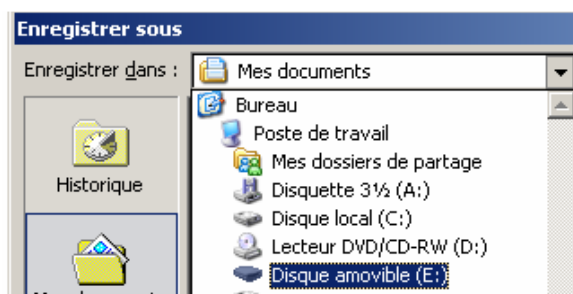 Enregistrer sous
Enregistrer dans :
Mes documents
Bureau
Poste de travail
Mes dossiers de partage
Disquette 3½ (A:)
Disque local (C:)
Lecteur DVD/CD-RW (D:)
Disque amovible (E:)
Historique